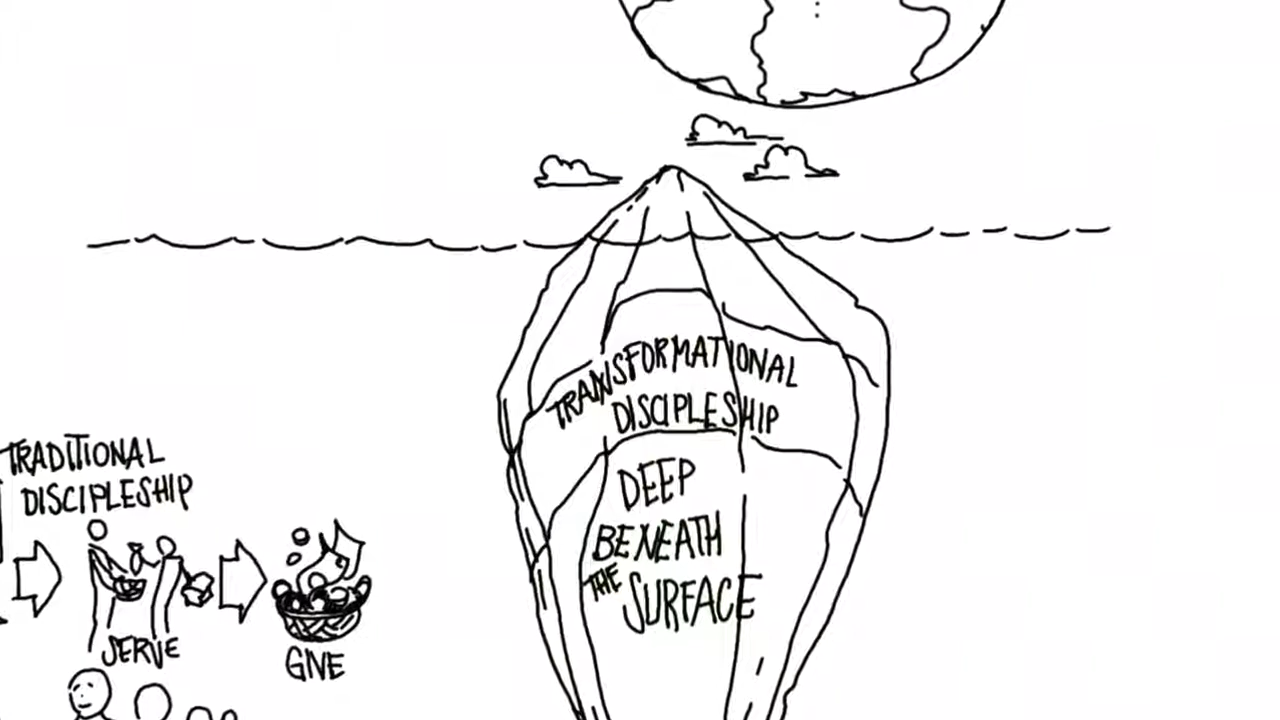 TRANSFORMATIONAL
DISCIPLESHIP
DEEP
BENEATH
THE SURFACE
TRADITIONAL
DISCIPLESHIP
SERVE
GIVE